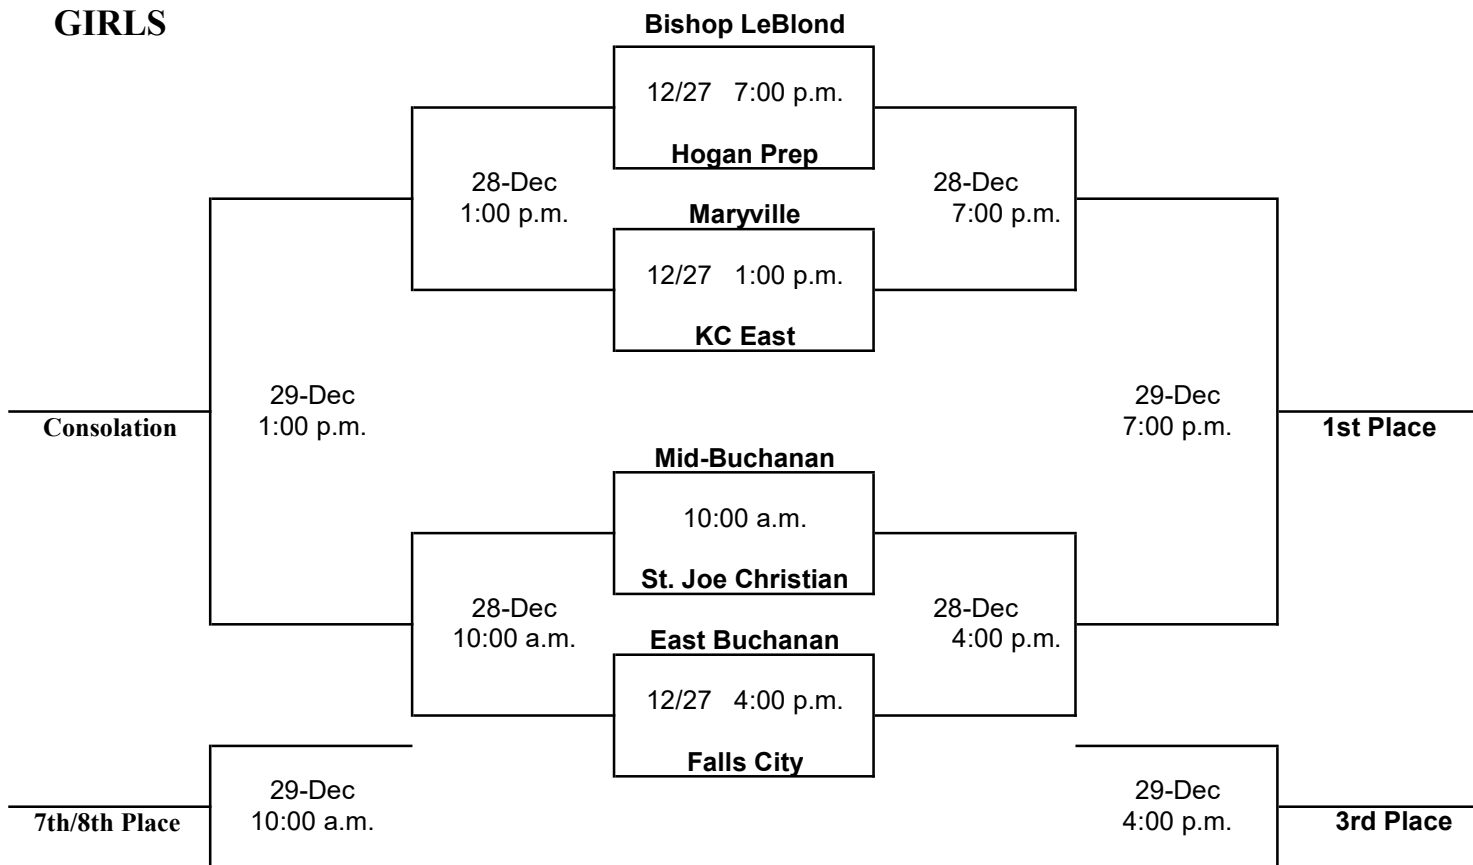 GIRLS
Bishop LeBlond
12/27 7:00 p.m.
Hogan Prep
28-Dec
1:00 p.m.
28-Dec
7:00 p.m.
Maryville
12/27 1:00 p.m.
KC East
29-Dec
1:00 p.m.
Consolation
29-Dec
7:00 p.m.
1st Place
Mid-Buchanan
10:00 a.m.
St. Joe Christian
28-Dec
10:00 a.m.
28-Dec
4:00 p.m.
East Buchanan
12/27 4:00 p.m.
Falls City
29-Dec
10:00 a.m.
7th/8th Place
29-Dec
4:00 p.m.
3rd Place